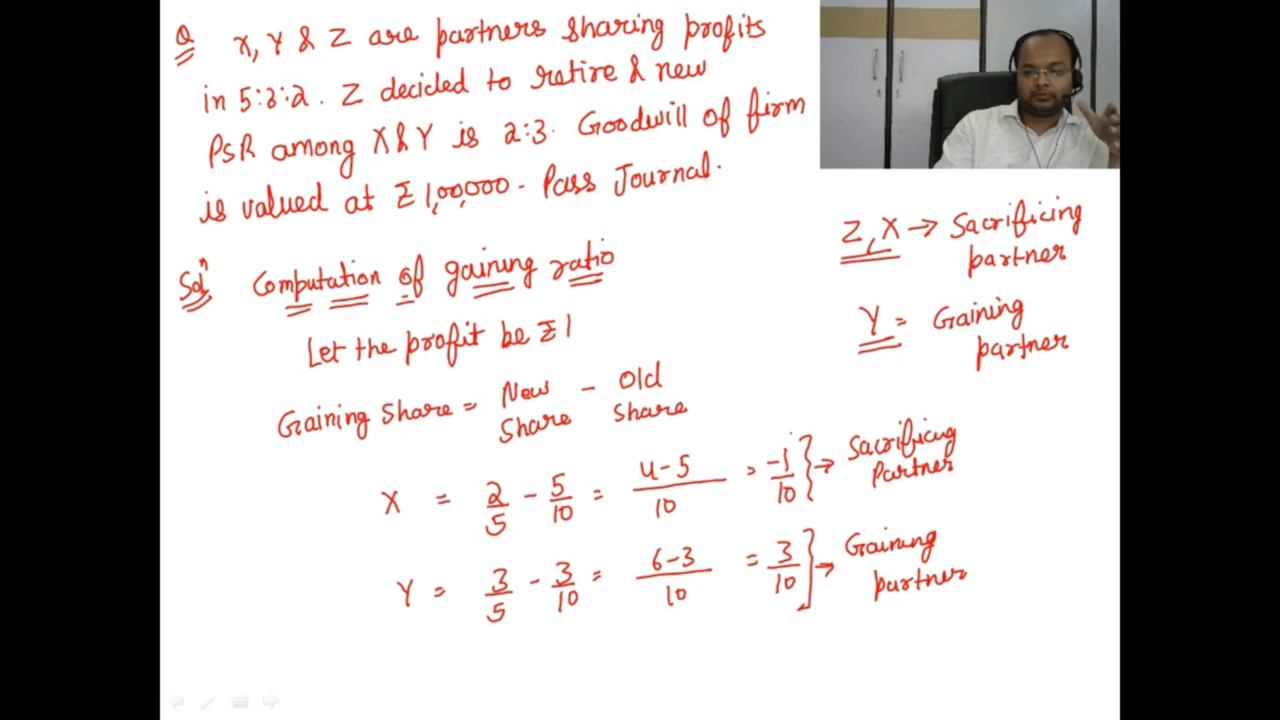 Q X, Y & Z are partners sharing profits
in 5:3:2. Z decided to retire & new
PSR among X & Y is 2:3. Goodwill of firm
is valued at ₹1,00,000. Pass Journal.
Solⁿ Computation of gaining ratio
Let the profit be ₹1
Gaining Share = New Share - Old Share
X = 2/5 - 5/10 = 4-5/10 = -1/10 } → Sacrificing Partner
Y = 3/5 - 3/10 = 6-3/10 = 3/10 } → Gaining partner
Z, X → Sacrificing
partner
Y = Gaining
partner